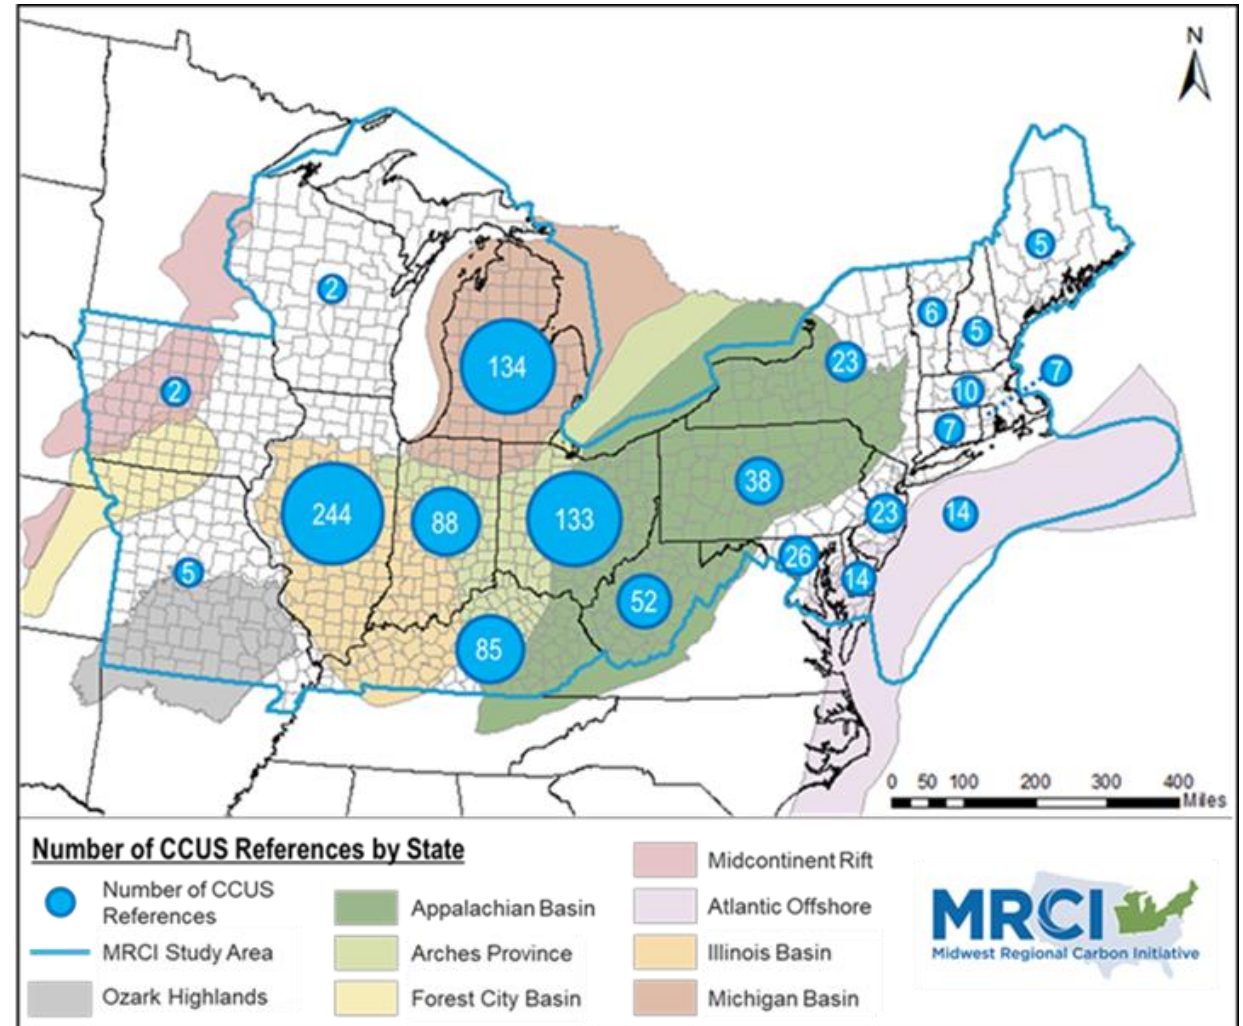 N
5
2
6
5
7
134
23
2
10
7
38
244
88
133
23
14
26
5
14
52
85
0 50 100 200 300 400
Miles
Number of CCUS References by State
Number of CCUS
References
MRCI Study Area
Ozark Highlands
Appalachian Basin
Arches Province
Forest City Basin
Midcontinent Rift
Atlantic Offshore
Illinois Basin
Michigan Basin
MRCI
Midwest Regional Carbon Initiative